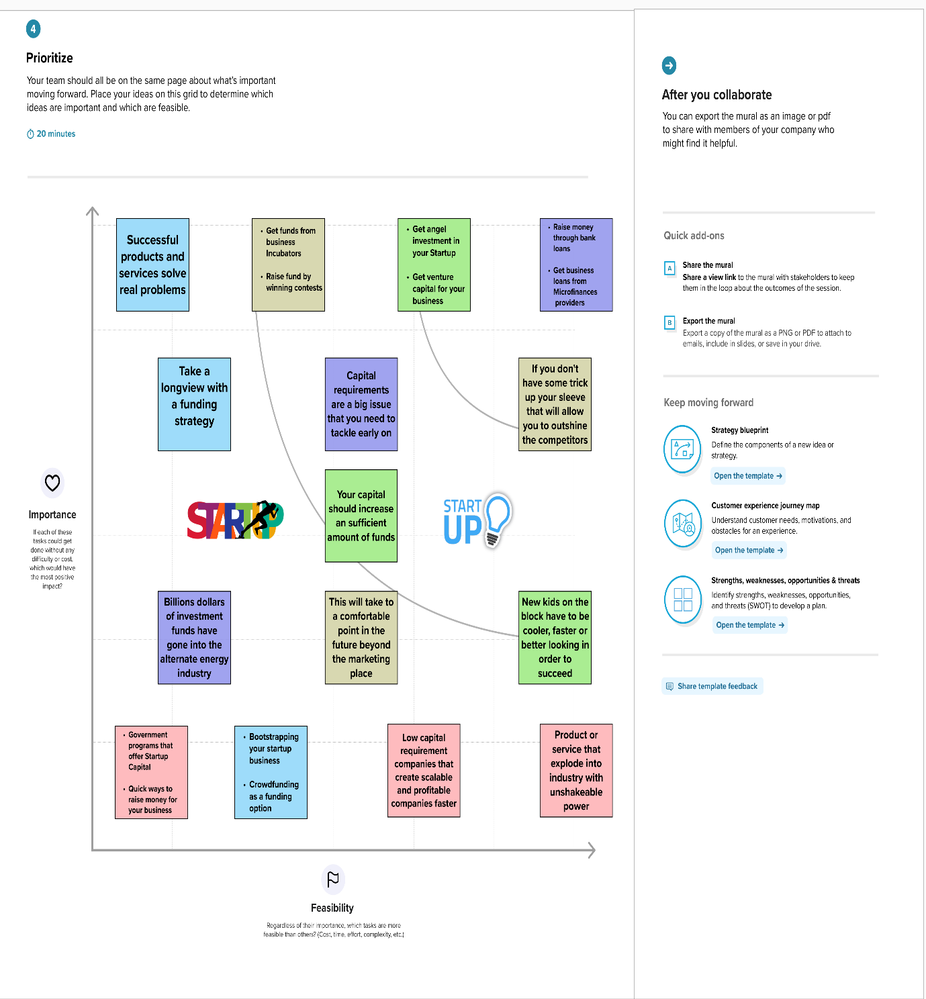 4
Prioritize
Your team should all be on the same page about what's important
moving forward. Place your ideas on this grid to determine which
ideas are important and which are feasible.
20 minutes
Successful
products and
services solve
real problems
• Get funds from
business
Incubators
• Raise fund by
winning contests
• Get angel
investment in
your Startup
• Get venture
capital for your
business
• Raise money
through bank
loans
• Get business
loans from
Microfinances
providers
Take a
longview with
a funding
strategy
Capital
requirements
are a big issue
that you need to
tackle early on
If you don't
have some trick
up your sleeve
that will allow
you to outshine
the competitors
Your capital
should increase
an sufficient
amount of funds
STARTUP
START
UP
Importance
If each of these
tasks could get
done without any
difficulty or cost,
which would have
the most positive
impact?
Billions dollars
of investment
funds have
gone into the
alternate energy
industry
This will take to
a comfortable
point in the
future beyond
the marketing
place
New kids on the
block have to be
cooler, faster or
better looking in
order to
succeed
• Government
programs that
offer Startup
Capital
• Quick ways to
raise money for
your business
• Bootstrapping
your startup
business
• Crowdfunding
as a funding
option
Low capital
requirement
companies that
create scalable
and profitable
companies faster
Product or
service that
explode into
industry with
unshakeable
power
Feasibility
Regardless of their importance, which tasks are more
feasible than others? (Cost, time, effort, complexity, etc.)
After you collaborate
You can export the mural as an image or pdf
to share with members of your company who
might find it helpful.
Quick add-ons
A
Share the mural
Share a view link to the mural with stakeholders to keep
them in the loop about the outcomes of the session.
B
Export the mural
Export a copy of the mural as a PNG or PDF to attach to
emails, include in slides, or save in your drive.
Keep moving forward
Strategy blueprint
Define the components of a new idea or
strategy.
Open the template →
Customer experience journey map
Understand customer needs, motivations, and
obstacles for an experience.
Open the template →
Strengths, weaknesses, opportunities & threats
Identify strengths, weaknesses, opportunities,
and threats (SWOT) to develop a plan.
Open the template →
Share template feedback